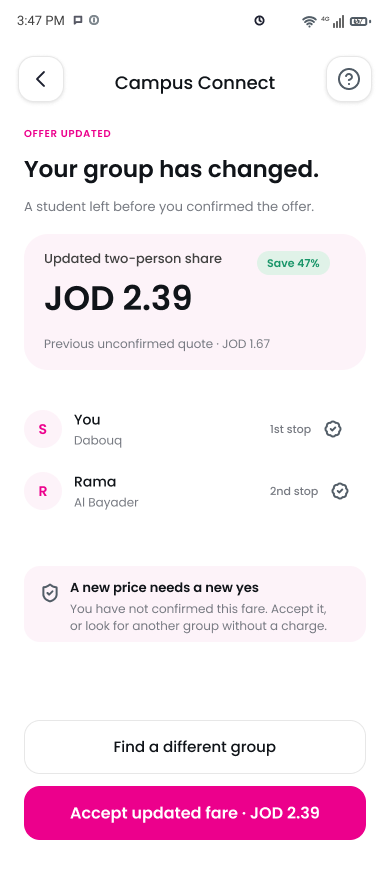 3:47 PM
4G
Campus Connect
OFFER UPDATED
Your group has changed.
A student left before you confirmed the offer.
Updated two-person share
Save 47%
JOD 2.39
Previous unconfirmed quote · JOD 1.67
S
You
Dabouq
1st stop
R
Rama
Al Bayader
2nd stop
A new price needs a new yes
You have not confirmed this fare. Accept it,
or look for another group without a charge.
Find a different group
Accept updated fare · JOD 2.39